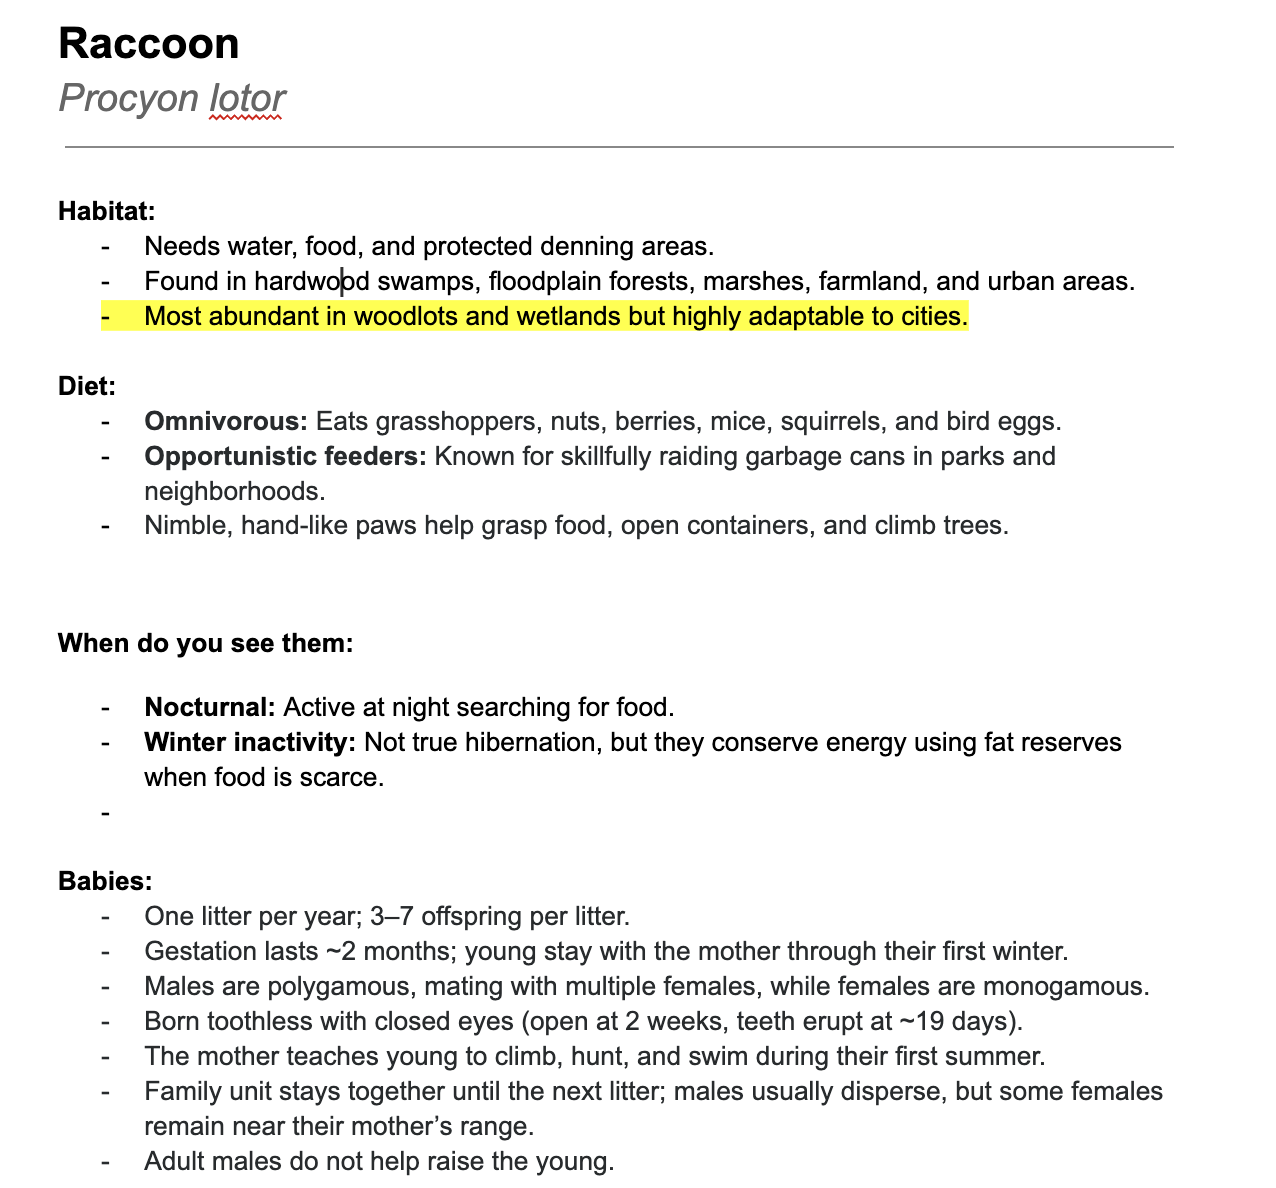 Raccoon
Procyon lotor
Habitat:
- Needs water, food, and protected denning areas.
- Found in hardwood swamps, floodplain forests, marshes, farmland, and urban areas.
- Most abundant in woodlots and wetlands but highly adaptable to cities.
Diet:
- Omnivorous: Eats grasshoppers, nuts, berries, mice, squirrels, and bird eggs.
- Opportunistic feeders: Known for skillfully raiding garbage cans in parks and
neighborhoods.
- Nimble, hand-like paws help grasp food, open containers, and climb trees.
When do you see them:
- Nocturnal: Active at night searching for food.
- Winter inactivity: Not true hibernation, but they conserve energy using fat reserves
when food is scarce.
-
Babies:
- One litter per year; 3–7 offspring per litter.
- Gestation lasts ~2 months; young stay with the mother through their first winter.
- Males are polygamous, mating with multiple females, while females are monogamous.
- Born toothless with closed eyes (open at 2 weeks, teeth erupt at ~19 days).
- The mother teaches young to climb, hunt, and swim during their first summer.
- Family unit stays together until the next litter; males usually disperse, but some females
remain near their mother’s range.
- Adult males do not help raise the young.